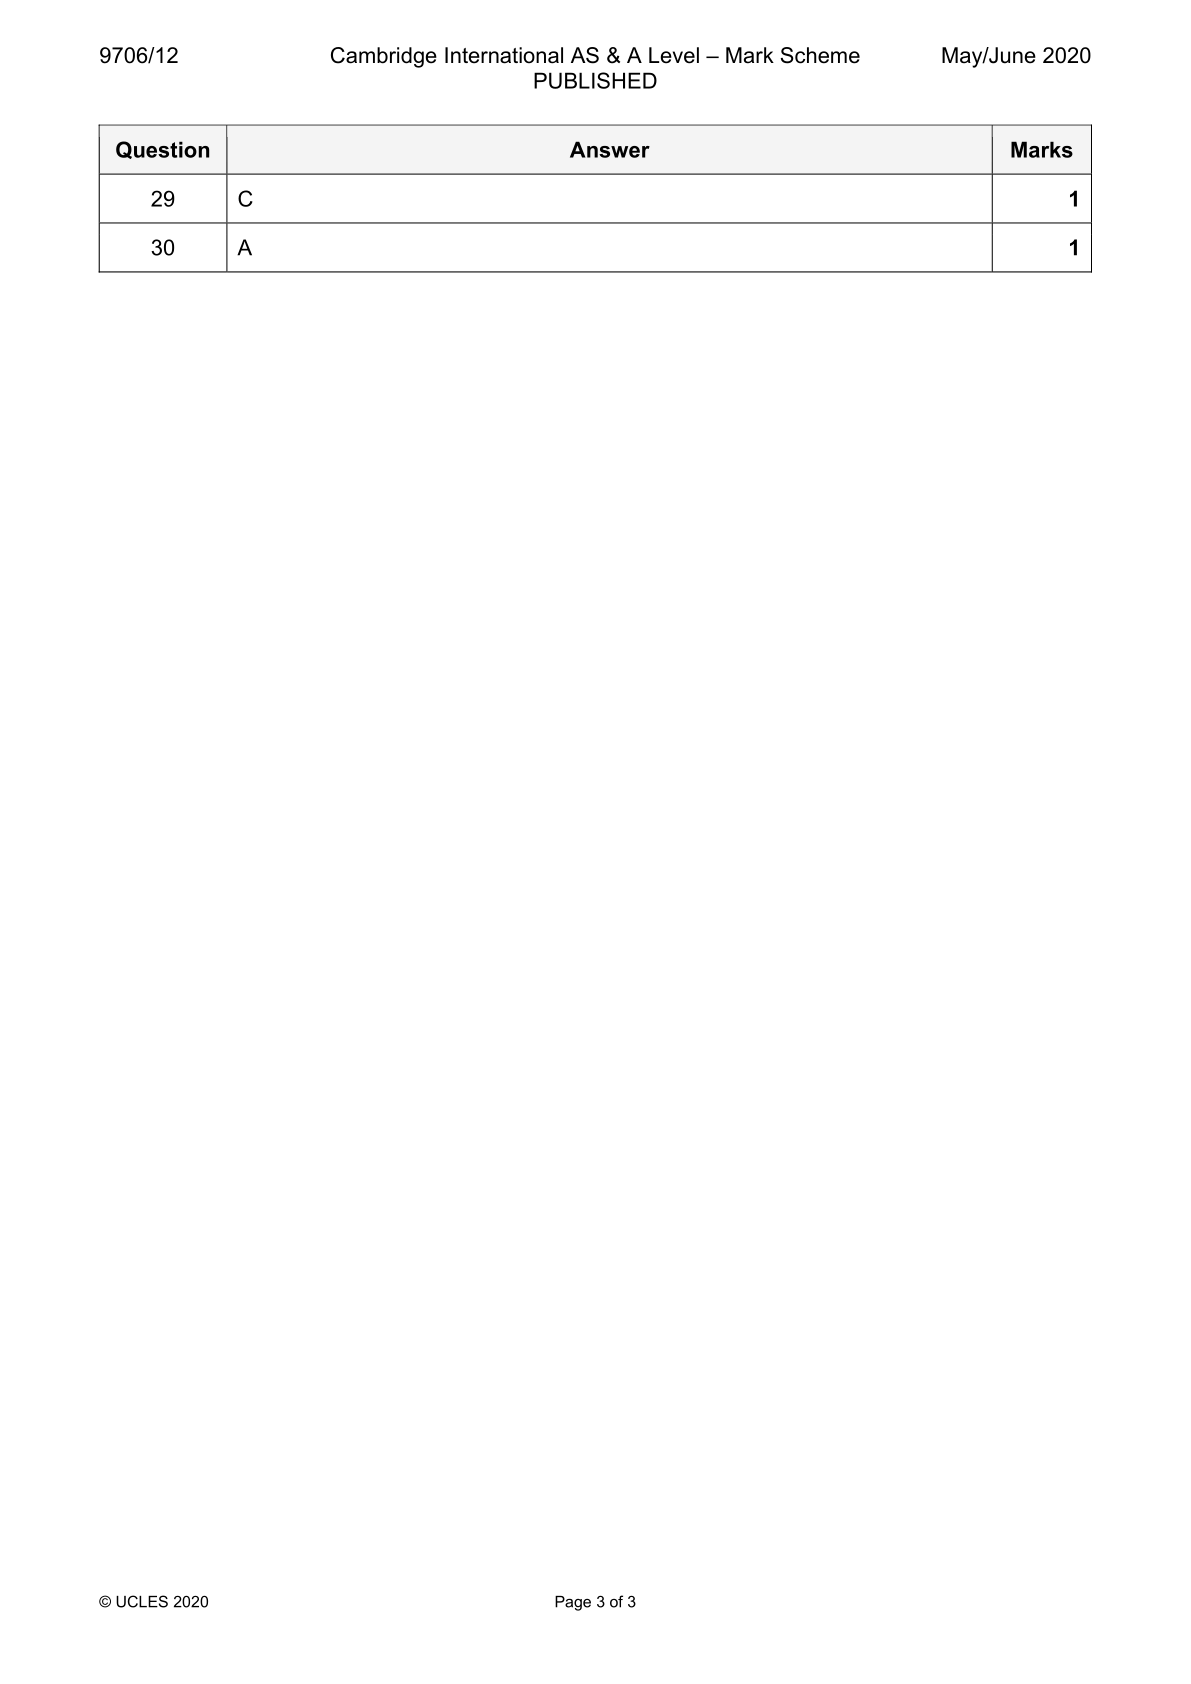 9706/12 Cambridge International AS & A Level – Mark Scheme May/June 2020
PUBLISHED
Question Answer Marks
29 C 1
30 A 1
© UCLES 2020 Page 3 of 3